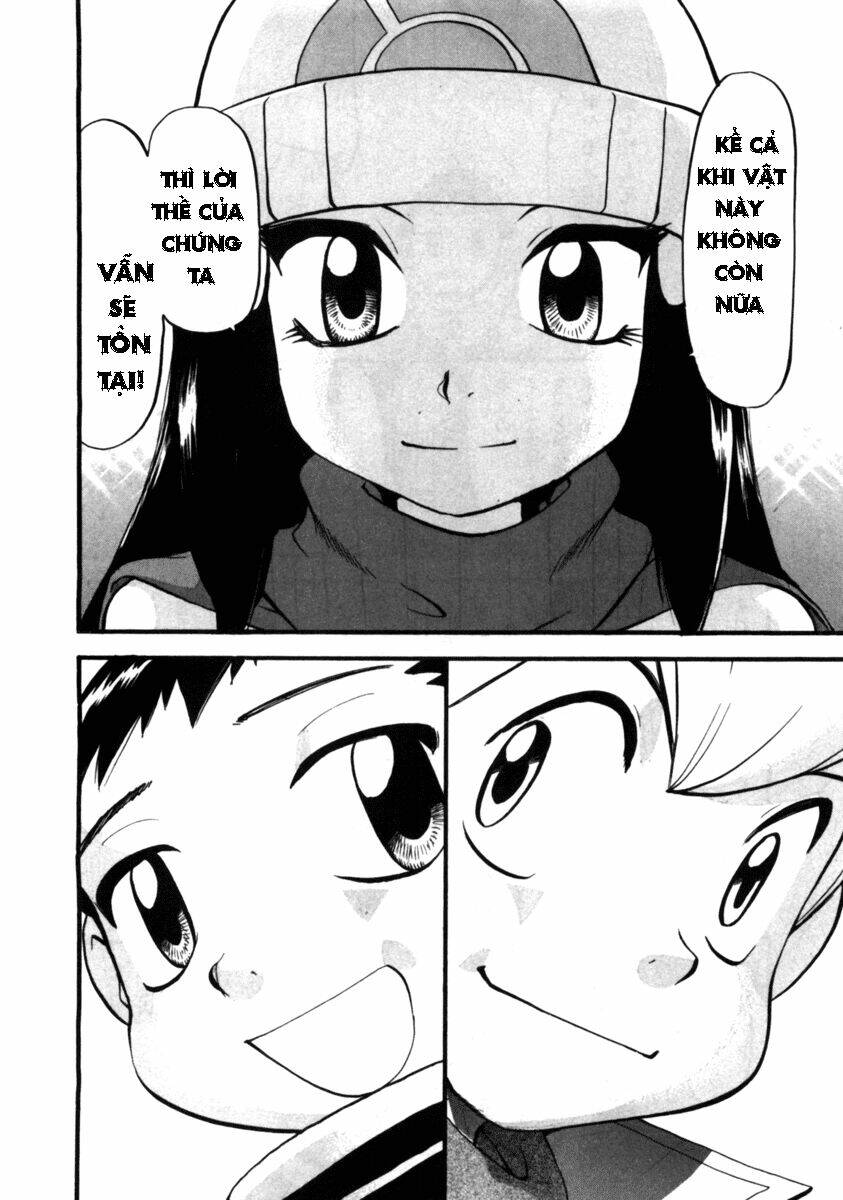 KỂ CẢ
KHI VẬT
NÀY
KHÔNG
CÒN
NỮA
THÌ LỜI
THỀ CỦA
CHÚNG
TA
VẪN
SẼ
TỒN
TẠI!